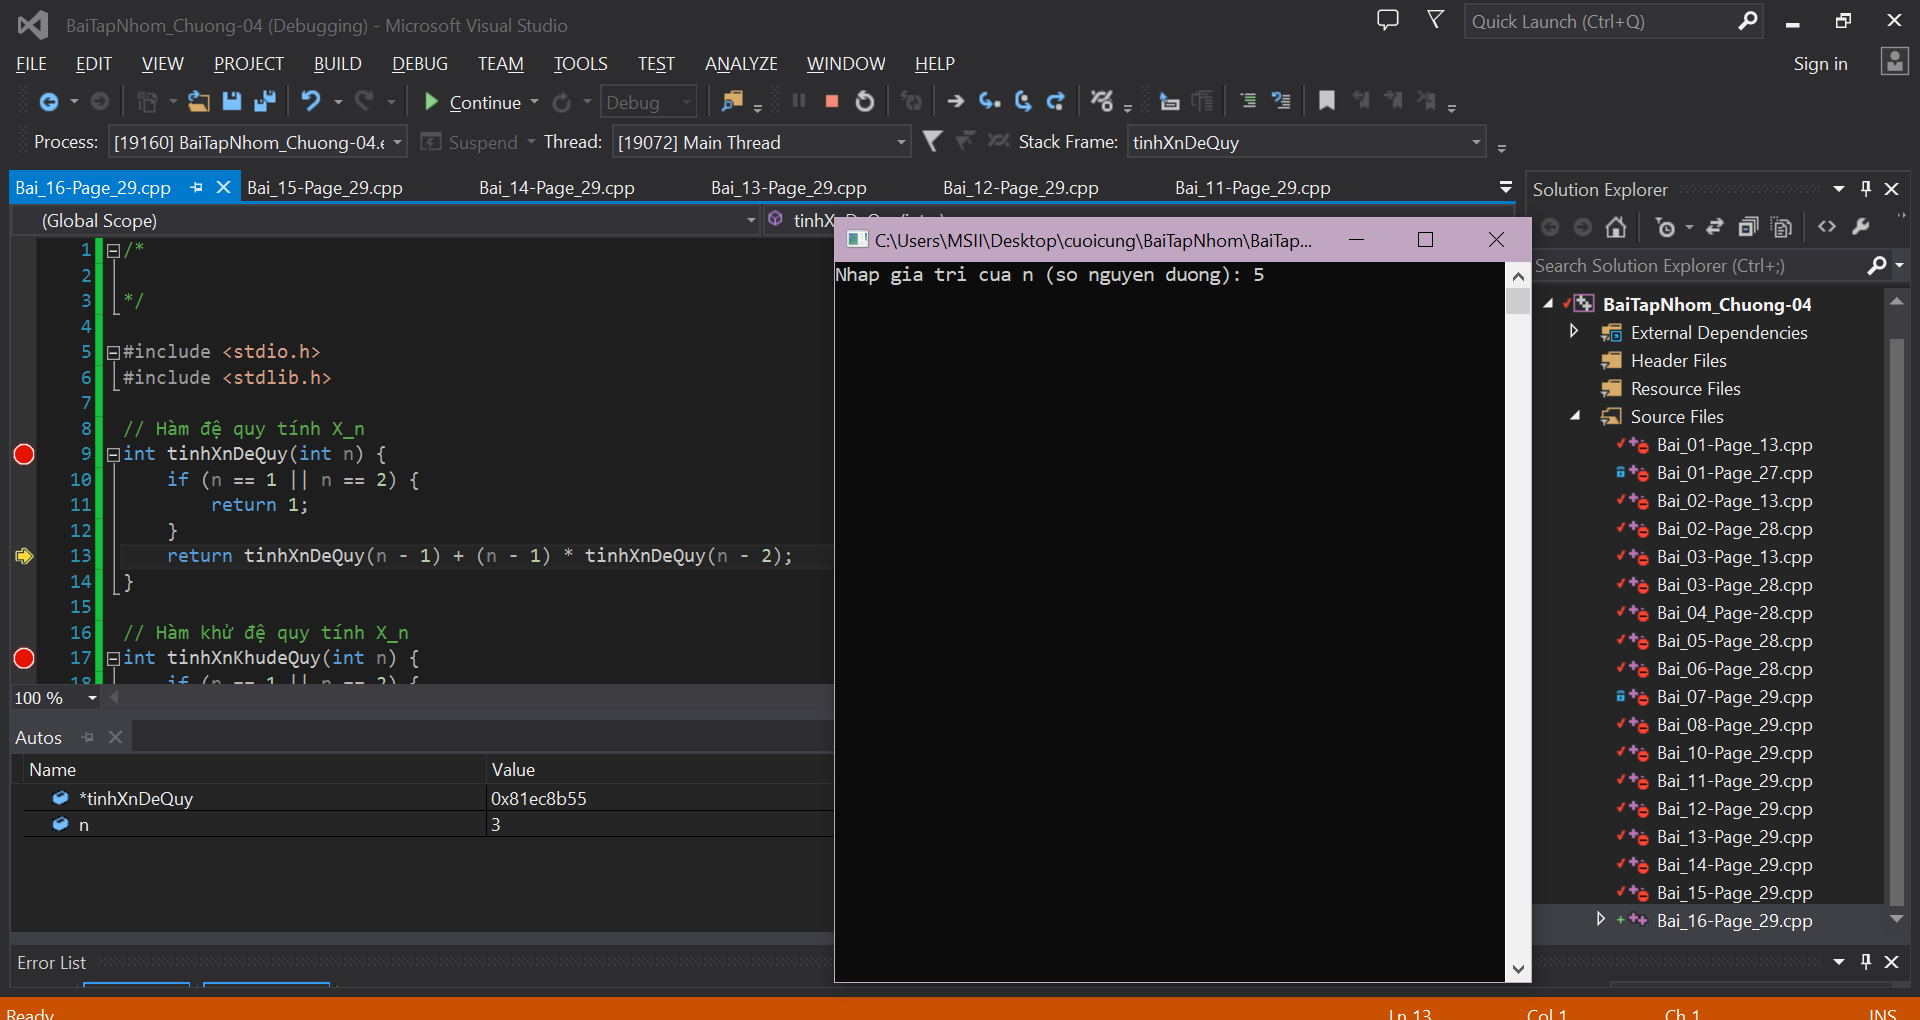 BaiTapNhom_Chuong-04 (Debugging) - Microsoft Visual Studio
Quick Launch (Ctrl+Q)
FILE EDIT VIEW PROJECT BUILD DEBUG TEAM TOOLS TEST ANALYZE WINDOW HELP
Sign in
Continue
Debug
Process: [19160] BaiTapNhom_Chuong-04.e
Suspend
Thread: [19072] Main Thread
Stack Frame: tinhXnDeQuy
Bai_16-Page_29.cpp Bai_15-Page_29.cpp Bai_14-Page_29.cpp Bai_13-Page_29.cpp Bai_12-Page_29.cpp Bai_11-Page_29.cpp
(Global Scope)
1 /*
2
3 */
4
5 #include <stdio.h>
6 #include <stdlib.h>
7
8 // Hàm đệ quy tính X_n
9 int tinhXnDeQuy(int n) {
10 if (n == 1 || n == 2) {
11 return 1;
12 }
13 return tinhXnDeQuy(n - 1) + (n - 1) * tinhXnDeQuy(n - 2);
14 }
15
16 // Hàm khử đệ quy tính X_n
17 int tinhXnKhudeQuy(int n) {
18 if (n == 1 || n == 2) {
100 %
Autos
Name Value
*tinhXnDeQuy 0x81ec8b55
n 3
Error List
C:\Users\MSII\Desktop\cuoicung\BaiTapNhom\BaiTap...
Nhap gia tri cua n (so nguyen duong): 5
Solution Explorer
Search Solution Explorer (Ctrl+;)
BaiTapNhom_Chuong-04
External Dependencies
Header Files
Resource Files
Source Files
Bai_01-Page_13.cpp
Bai_01-Page_27.cpp
Bai_02-Page_13.cpp
Bai_02-Page_28.cpp
Bai_03-Page_13.cpp
Bai_03-Page_28.cpp
Bai_04_Page-28.cpp
Bai_05-Page_28.cpp
Bai_06-Page_28.cpp
Bai_07-Page_29.cpp
Bai_08-Page_29.cpp
Bai_10-Page_29.cpp
Bai_11-Page_29.cpp
Bai_12-Page_29.cpp
Bai_13-Page_29.cpp
Bai_14-Page_29.cpp
Bai_15-Page_29.cpp
Bai_16-Page_29.cpp
Ready
Ln 13 Col 1 Ch 1 INS